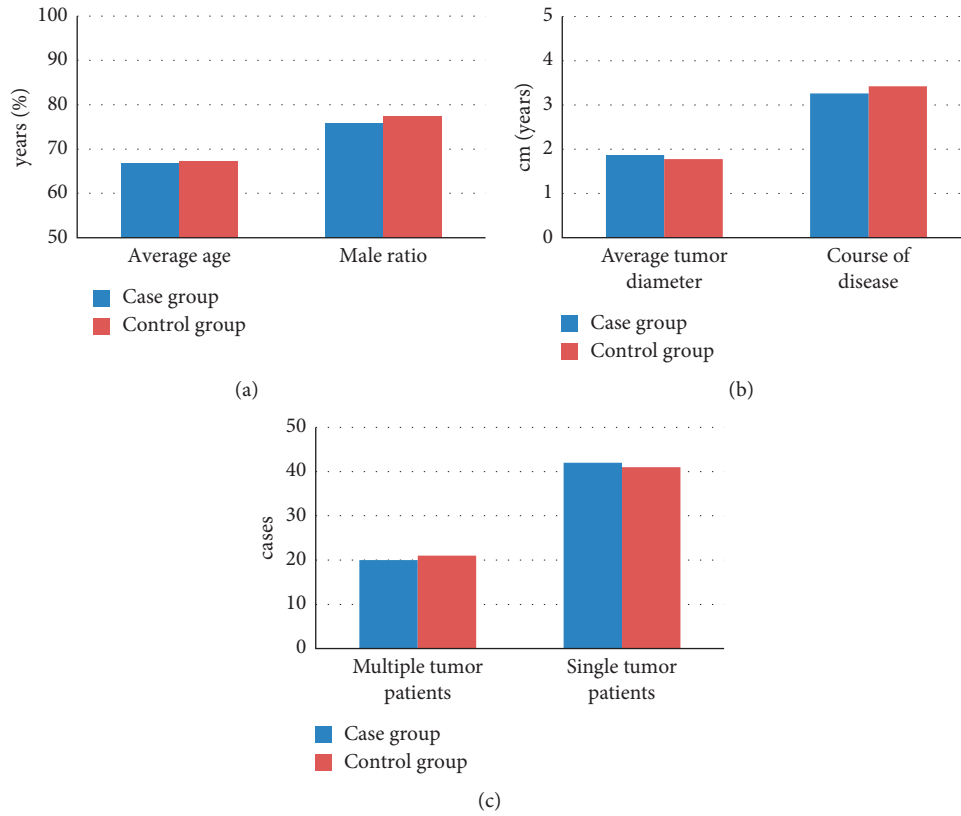 years (%)
100
90
80
70
60
50
Average age
Male ratio
Case group
Control group
(a)
cm (years)
5
4
3
2
1
0
Average tumor
diameter
Course of
disease
Case group
Control group
(b)
cases
50
40
30
20
10
0
Multiple tumor
patients
Single tumor
patients
Case group
Control group
(c)